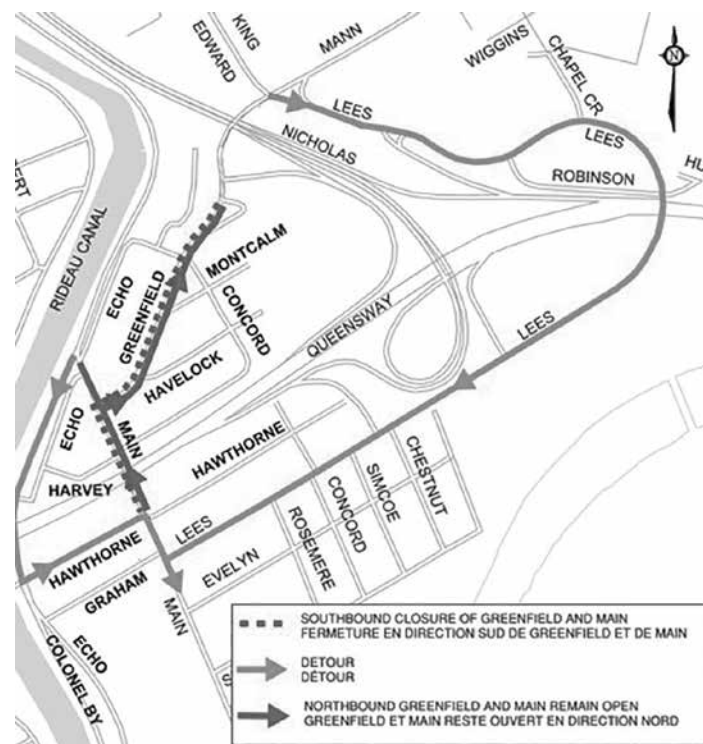 KING
EDWARD
MANN
WIGGINS
CHAPEL CR
N
LEES
NICHOLAS
LEES
ROBINSON
HU
BERT
RIDEAU CANAL
ECHO
GREENFIELD
MONTCALM
CONCORD
QUEENSWAY
LEES
HAVELOCK
ECHO
MAIN
HARVEY
HAWTHORNE
SIMCOE
CHESTNUT
CONCORD
ROSEMERE
LEES
EVELYN
HAWTHORNE
GRAHAM
MAIN
ECHO
COLONEL BY
S
SOUTHBOUND CLOSURE OF GREENFIELD AND MAIN
FERMETURE EN DIRECTION SUD DE GREENFIELD ET DE MAIN
DETOUR
DÉTOUR
NORTHBOUND GREENFIELD AND MAIN REMAIN OPEN
GREENFIELD ET MAIN RESTE OUVERT EN DIRECTION NORD